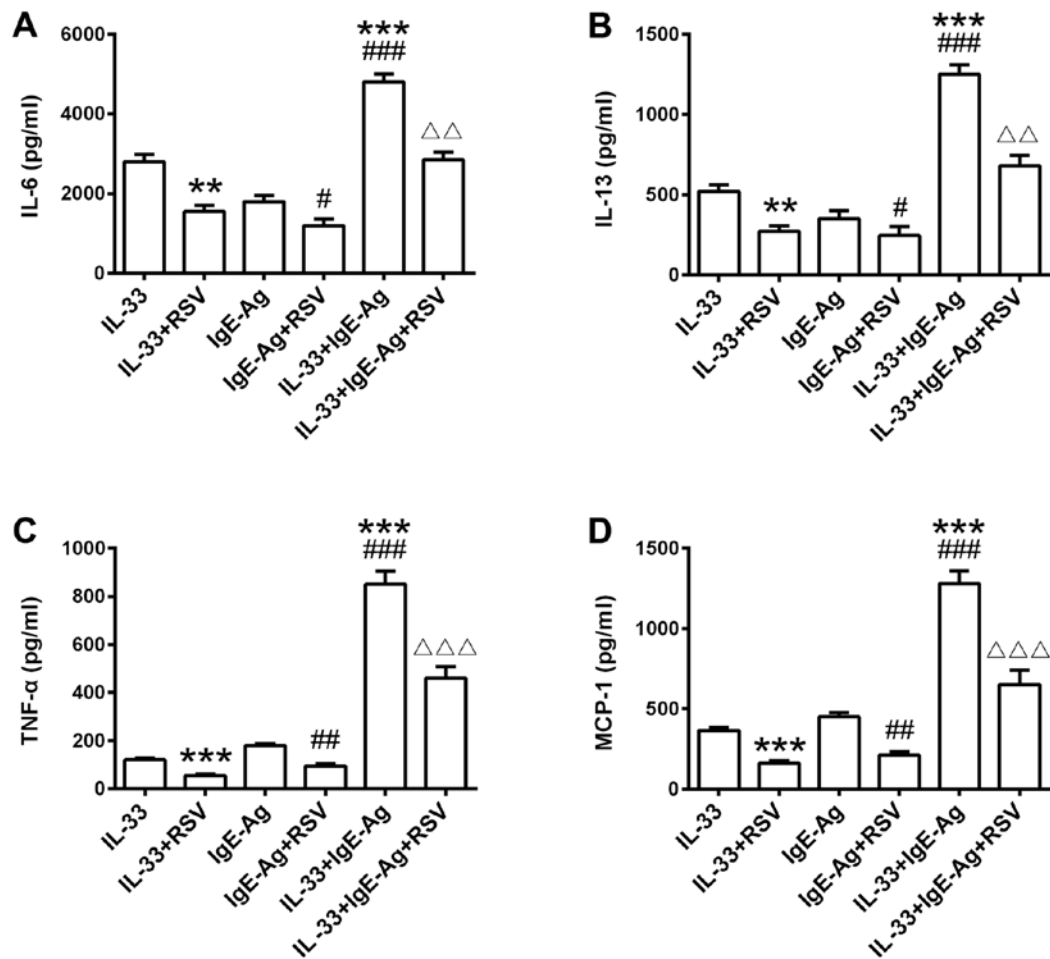 A
IL-6 (pg/ml)
6000
4000
2000
0
**
#
***
###
△△
IL-33
IL-33+RSV
IgE-Ag
IgE-Ag+RSV
IL-33+IgE-Ag
IL-33+IgE-Ag+RSV
B
IL-13 (pg/ml)
1500
1000
500
0
**
#
***
###
△△
IL-33
IL-33+RSV
IgE-Ag
IgE-Ag+RSV
IL-33+IgE-Ag
IL-33+IgE-Ag+RSV
C
TNF-α (pg/ml)
1000
800
600
400
200
0
***
##
***
###
△△△
IL-33
IL-33+RSV
IgE-Ag
IgE-Ag+RSV
IL-33+IgE-Ag
IL-33+IgE-Ag+RSV
D
MCP-1 (pg/ml)
1500
1000
500
0
***
##
***
###
△△△
IL-33
IL-33+RSV
IgE-Ag
IgE-Ag+RSV
IL-33+IgE-Ag
IL-33+IgE-Ag+RSV